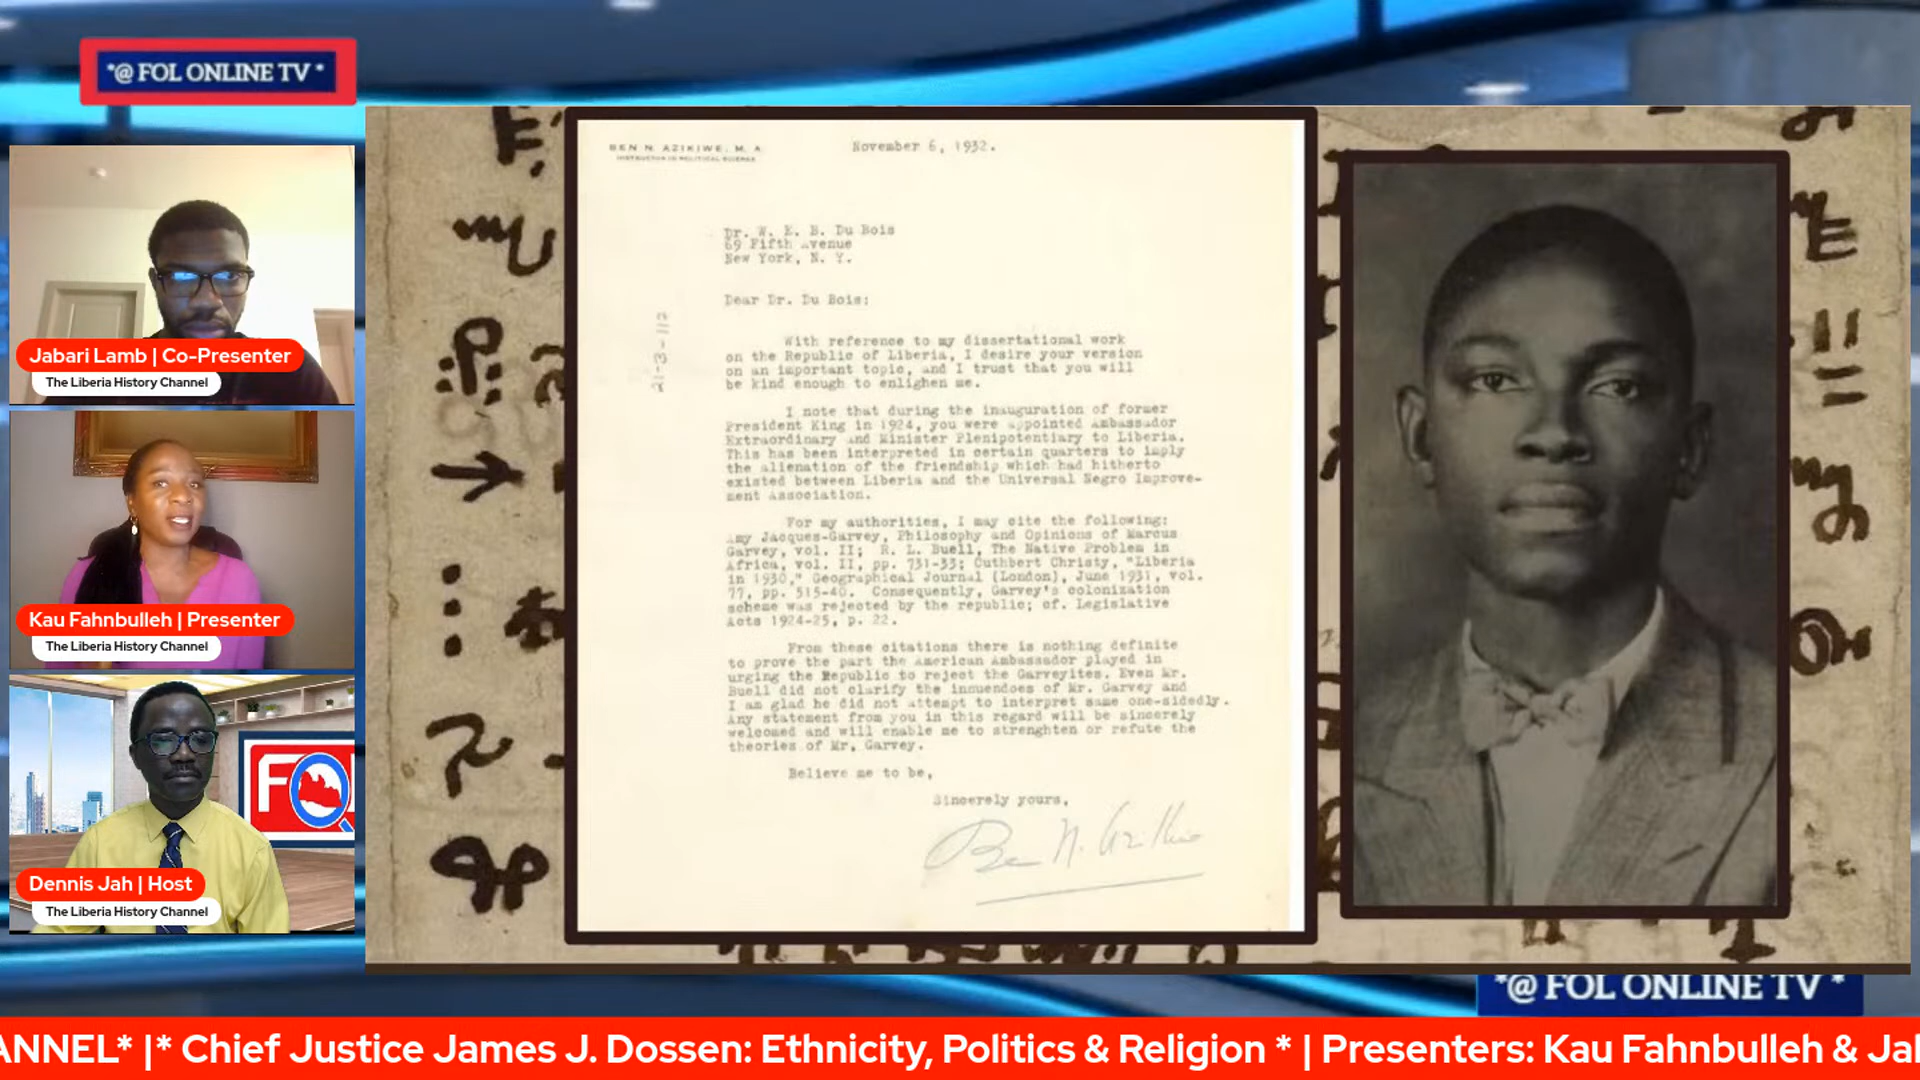 *@ FOL ONLINE TV *
Jabari Lamb | Co-Presenter
The Liberia History Channel
Kau Fahnbulleh | Presenter
The Liberia History Channel
Dennis Jah | Host
The Liberia History Channel
BEN N. AZIKIWE, M. A.
INSTRUCTOR IN POLITICAL SCIENCE
November 6, 1932.
Dr. W. E. B. Du Bois
69 Fifth Avenue
New York, N. Y.
Dear Dr. Du Bois:
With reference to my dissertational work
on the Republic of Liberia, I desire your version
on an important topic, and I trust that you will
be kind enough to enlighen me.
I note that during the inauguration of former
President King in 1924, you were appointed Ambassador
Extraordinary and Minister Plenipotentiary to Liberia.
This has been interpreted in certain quarters to imply
the alienation of the friendship which had hitherto
existed between Liberia and the Universal Negro Improve-
ment Association.
For my authorities, I may cite the following:
Amy Jacques-Garvey, Philosophy and Opinions of Marcus
Garvey, vol. II; R. L. Buell, The Native Problem in
Africa, vol. II, pp. 731-33; Cuthbert Christy, "Liberia
in 1930," Geographical Journal (London), June 1931, vol.
77, pp. 515-40. Consequently, Garvey's colonization
scheme was rejected by the republic; cf. Legislative
Acts 1924-25, p. 22.
From these citations there is nothing definite
to prove the part the American Ambassador played in
urging the Republic to reject the Garveyites. Even Mr.
Buell did not clarify the innuendoes of Mr. Garvey and
I am glad he did not attempt to interpret same one-sidedly.
Any statement from you in this regard will be sincerely
welcomed and will enable me to strenghten or refute the
theories of Mr. Garvey.
Believe me to be,
Sincerely yours,
Ben N. Azikiwe
*@ FOL ONLINE TV *
ANNEL* |* Chief Justice James J. Dossen: Ethnicity, Politics & Religion * | Presenters: Kau Fahnbulleh & Jal